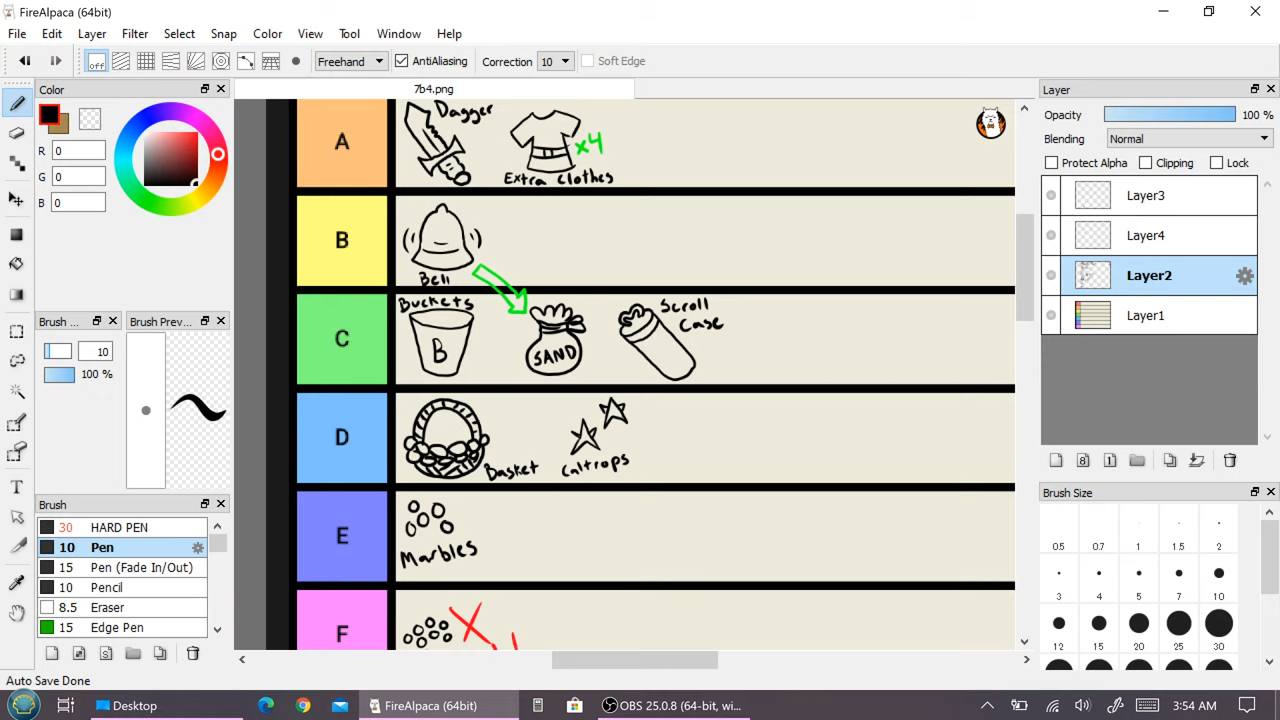 FireAlpaca (64bit)
File Edit Layer Filter Select Snap Color View Tool Window Help
off Freehand AntiAliasing Correction 10 Soft Edge
Color
7b4.png
Layer
R 0
G 0
B 0
Opacity 100 %
Blending Normal
Protect Alpha Clipping Lock
Layer3
Layer4
Layer2
Layer1
Brush ...
Brush Prev...
10
100 %
Brush
30 HARD PEN
10 Pen
15 Pen (Fade In/Out)
10 Pencil
8.5 Eraser
15 Edge Pen
A
Dagger
x4
Extra Clothes
B
Bell
C
Buckets
B
SAND
Scroll
Case
D
Basket
Caltrops
E
Marbles
F
Brush Size
0.5 0.7 1 1.5 2
3 4 5 7 10
12 15 20 25 30
Auto Save Done
Desktop
FireAlpaca (64bit)
OBS 25.0.8 (64-bit, wi...
3:54 AM